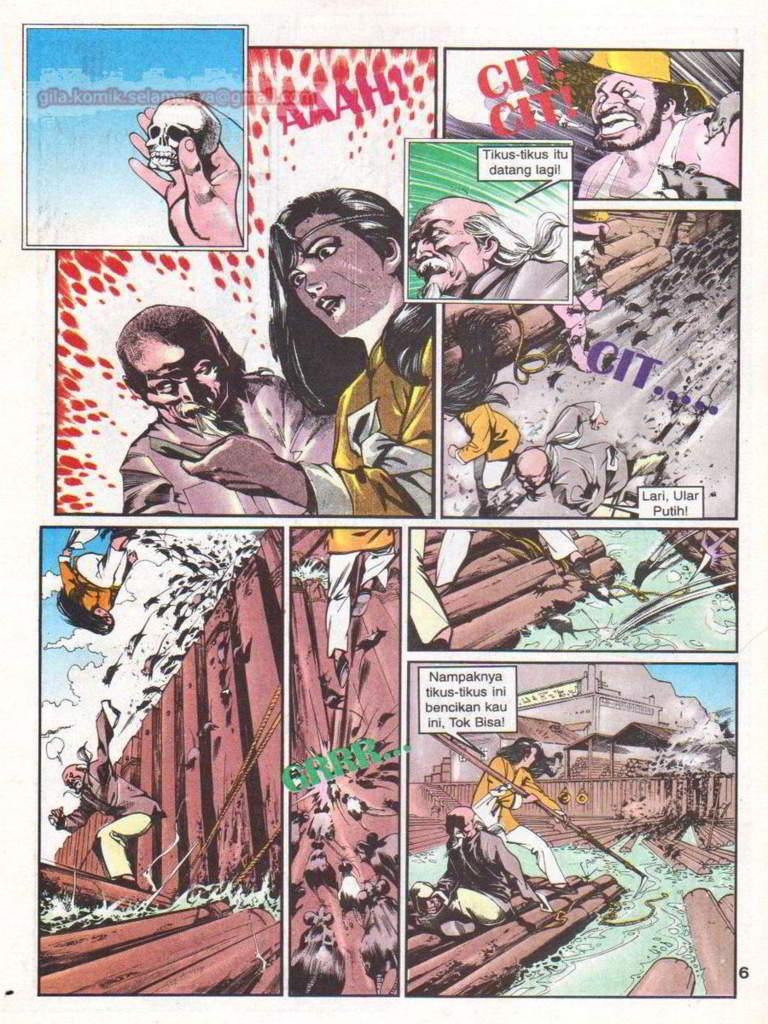 gila.komik.selamanya@gmail.com
AAAH!
CIT!
CIT!
Tikus-tikus itu
datang lagi!
CIT.....
Lari, Ular
Putih!
GRRR...
Nampaknya
tikus-tikus ini
bencikan kau
ini, Tok Bisa!
6